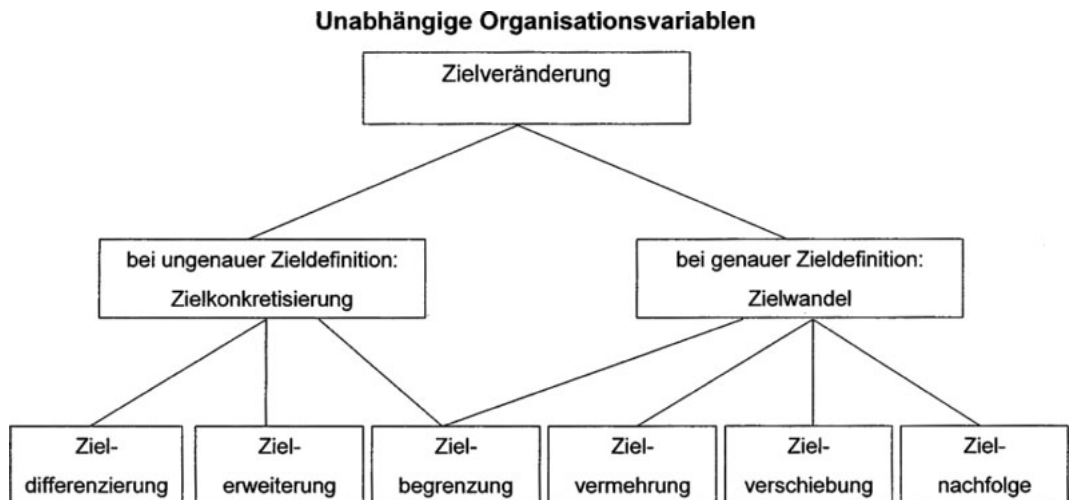 Unabhängige Organisationsvariablen
Zielveränderung
bei ungenauer Zieldefinition:
Zielkonkretisierung
bei genauer Zieldefinition:
Zielwandel
Ziel-
differenzierung
Ziel-
erweiterung
Ziel-
begrenzung
Ziel-
vermehrung
Ziel-
verschiebung
Ziel-
nachfolge